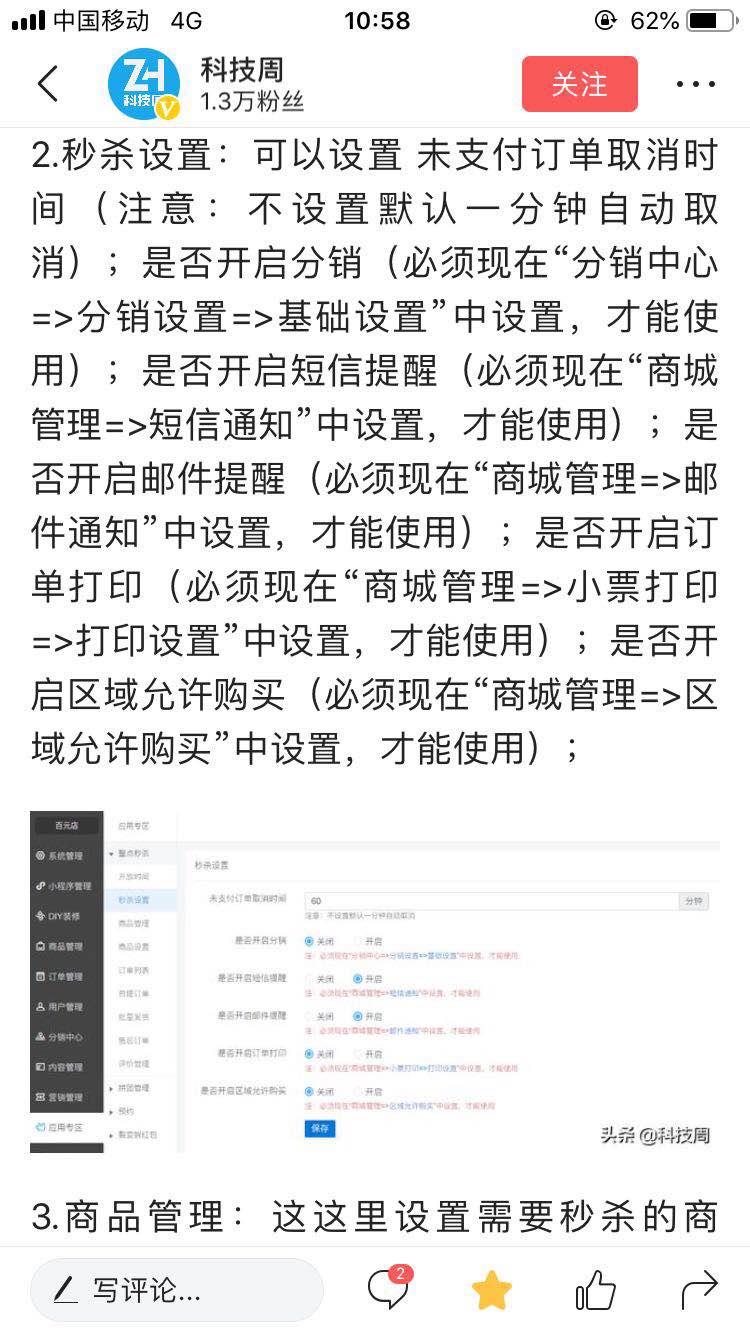 中国移动 4G 10:58 62%
ZH
科技周
V
科技周
1.3万粉丝
关注
2.秒杀设置：可以设置 未支付订单取消时
间（注意：不设置默认一分钟自动取
消）；是否开启分销（必须现在“分销中心
=>分销设置=>基础设置”中设置，才能使
用）；是否开启短信提醒（必须现在“商城
管理=>短信通知”中设置，才能使用）；是
否开启邮件提醒（必须现在“商城管理=>邮
件通知”中设置，才能使用）；是否开启订
单打印（必须现在“商城管理=>小票打印
=>打印设置”中设置，才能使用）；是否开
启区域允许购买（必须现在“商城管理=>区
域允许购买”中设置，才能使用）；
百元店
系统管理
小程序管理
DIY装修
商品管理
订单管理
用户管理
分销中心
内容管理
营销管理
应用专区
应用专区
整点秒杀
开放时间
秒杀设置
商品管理
商品设置
订单列表
自提订单
批量发货
售后订单
评价管理
拼团管理
预约
裂变拆红包
秒杀设置
未支付订单取消时间 60 分钟
注意：不设置默认一分钟自动取消
是否开启分销 关闭 开启
注：必须现在“分销中心=>分销设置=>基础设置”中设置，才能使用
是否开启短信提醒 关闭 开启
注：必须现在“商城管理=>短信通知”中设置，才能使用
是否开启邮件提醒 关闭 开启
注：必须现在“商城管理=>邮件通知”中设置，才能使用
是否开启订单打印 关闭 开启
注：必须现在“商城管理=>小票打印=>打印设置”中设置，才能使用
是否开启区域允许购买 关闭 开启
注：必须现在“商城管理=>区域允许购买”中设置，才能使用
保存
头条 @科技周
3.商品管理：这这里设置需要秒杀的商
写评论...
2